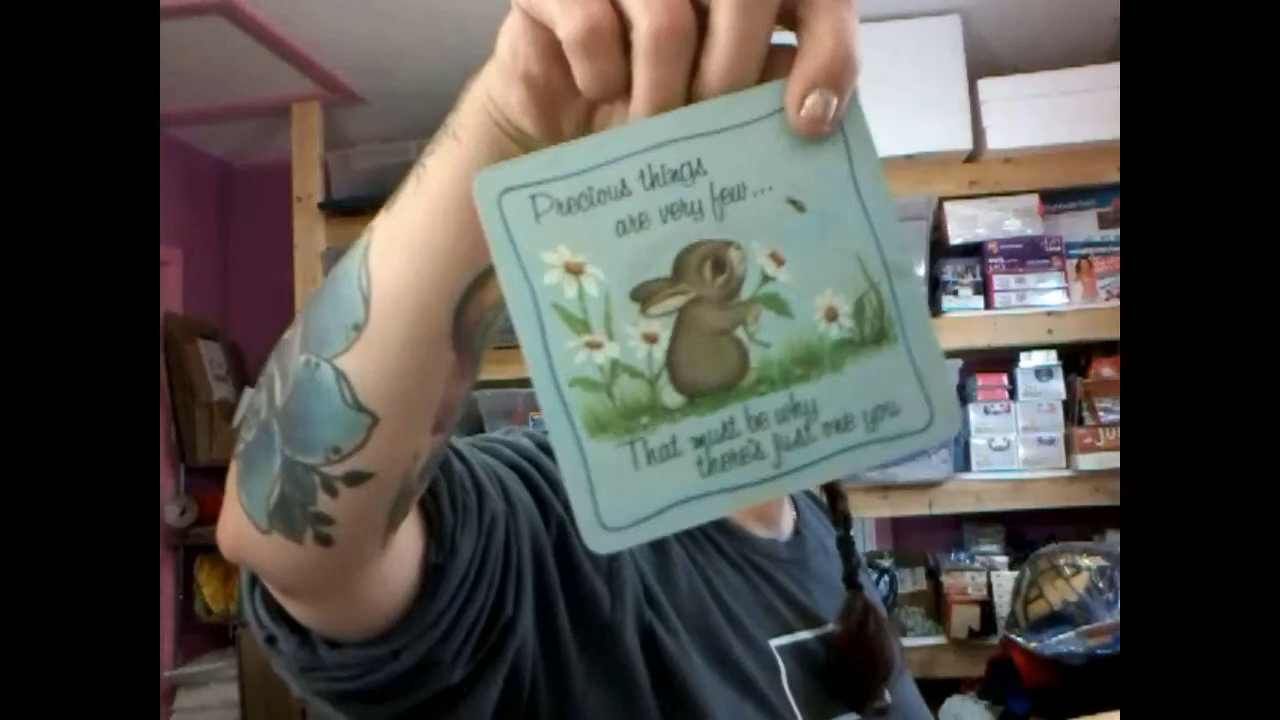 Precious things
are very few...
That must be why
there's just one you